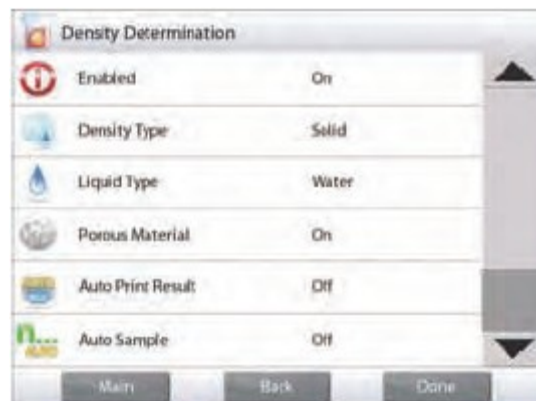 Density Determination
Enabled On
Density Type Solid
Liquid Type Water
Porous Material On
Auto Print Result Off
Auto Sample Off
Main Back Done